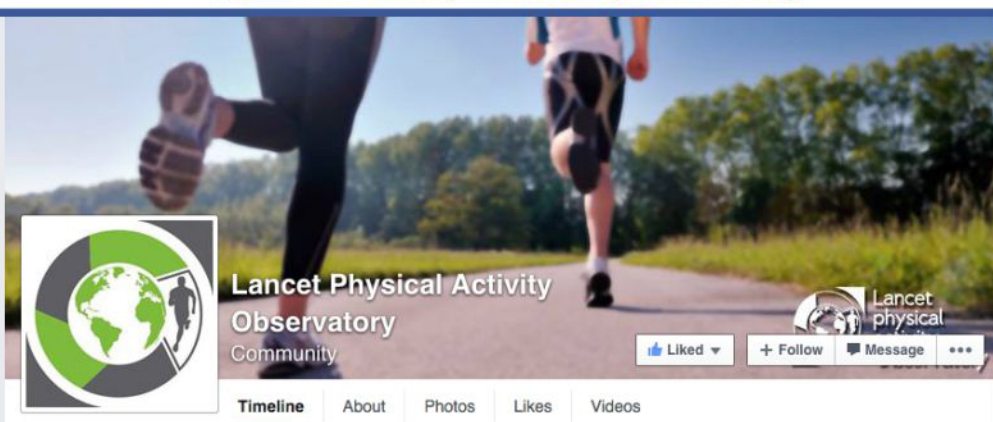 Lancet Physical Activity
Observatory
Community
Lancet
physical
Liked
+ Follow
Message
Timeline
About
Photos
Likes
Videos